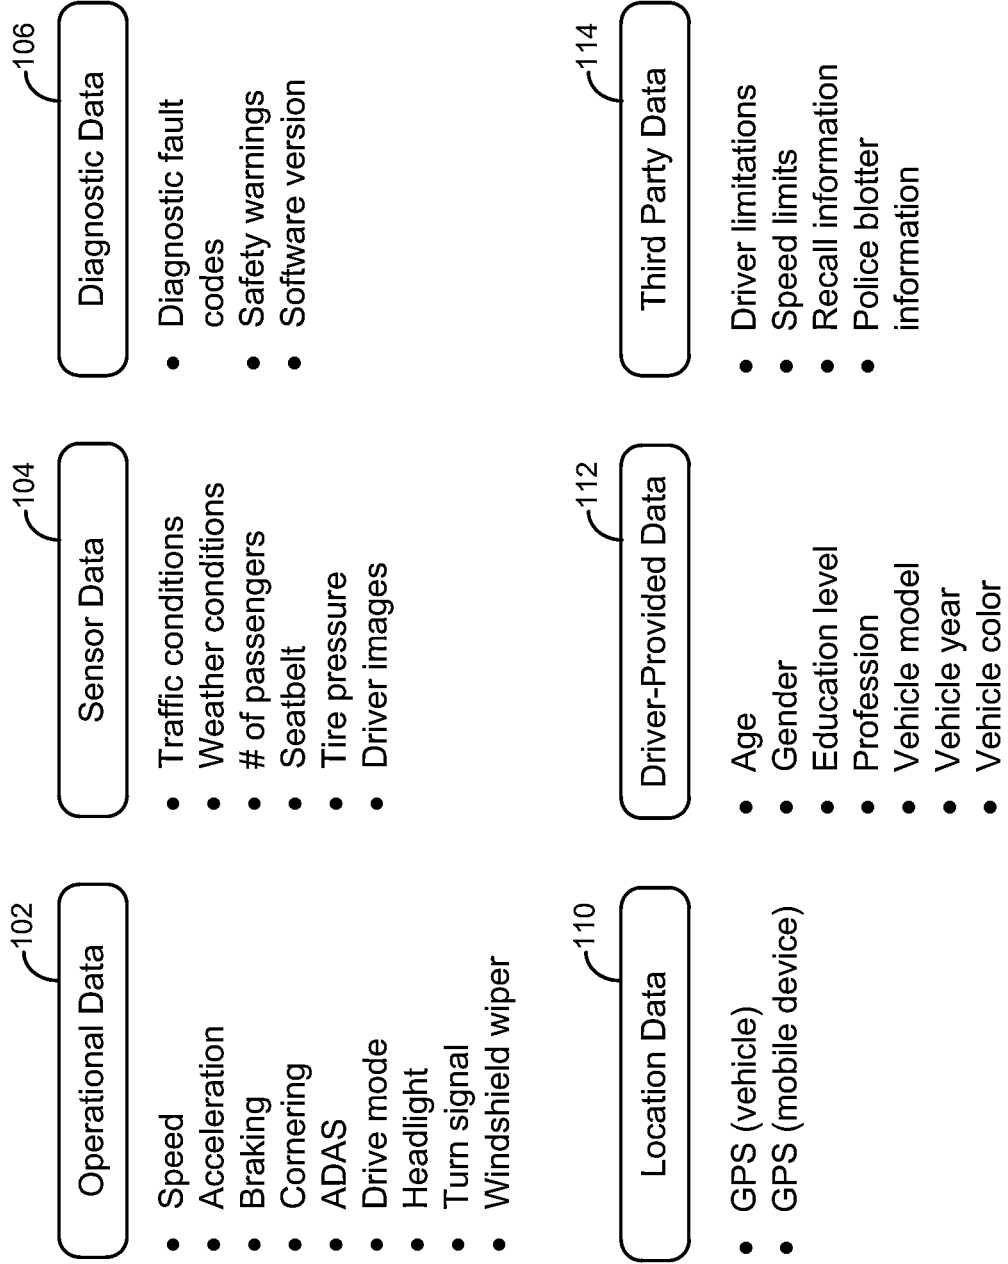 102
Operational Data
• Speed
• Acceleration
• Braking
• Cornering
• ADAS
• Drive mode
• Headlight
• Turn signal
• Windshield wiper
104
Sensor Data
• Traffic conditions
• Weather conditions
• # of passengers
• Seatbelt
• Tire pressure
• Driver images
106
Diagnostic Data
• Diagnostic fault
codes
• Safety warnings
• Software version
110
Location Data
• GPS (vehicle)
• GPS (mobile device)
112
Driver-Provided Data
• Age
• Gender
• Education level
• Profession
• Vehicle model
• Vehicle year
• Vehicle color
114
Third Party Data
• Driver limitations
• Speed limits
• Recall information
• Police blotter
information